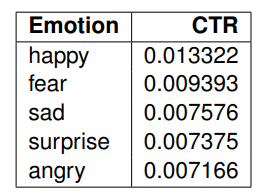 Emotion CTR
happy 0.013322
fear 0.009393
sad 0.007576
surprise 0.007375
angry 0.007166